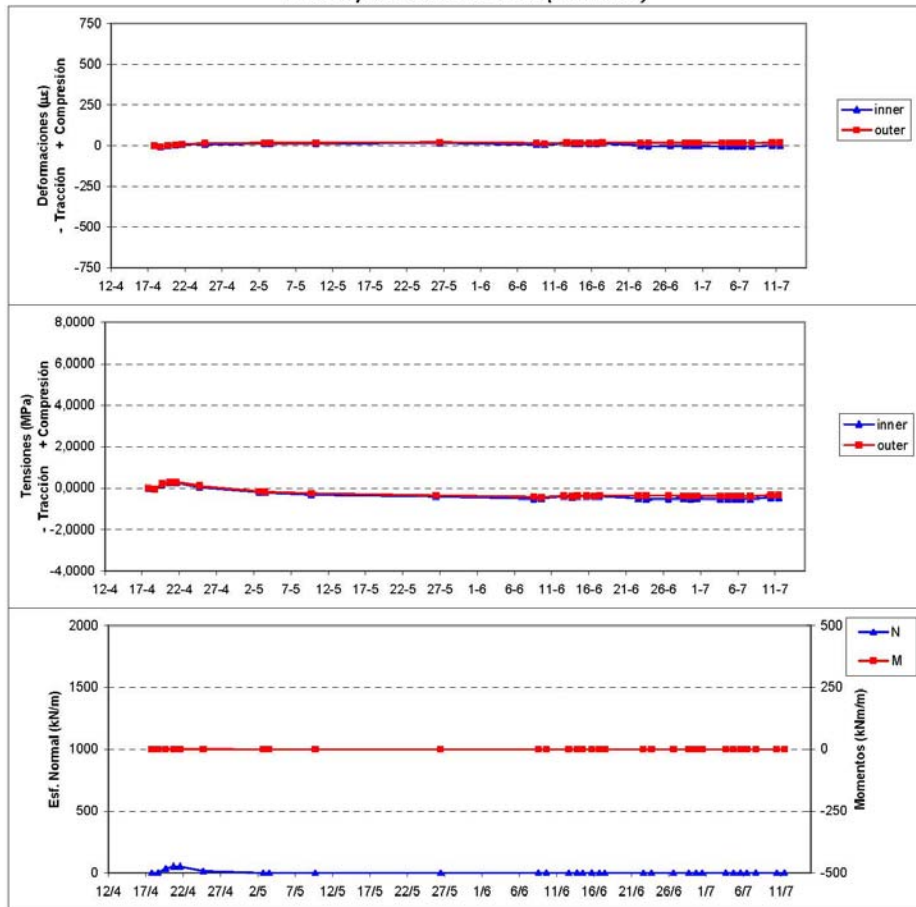 750
500
250
0
-250
-500
-750
Deformaciones (µε)
- Tracción + Compresión
12-4 17-4 22-4 27-4 2-5 7-5 12-5 17-5 22-5 27-5 1-6 6-6 11-6 16-6 21-6 26-6 1-7 6-7 11-7
inner
outer
8,0000
6,0000
4,0000
2,0000
0,0000
-2,0000
-4,0000
Tensiones (MPa)
- Tracción + Compresión
12-4 17-4 22-4 27-4 2-5 7-5 12-5 17-5 22-5 27-5 1-6 6-6 11-6 16-6 21-6 26-6 1-7 6-7 11-7
inner
outer
2000
1500
1000
500
0
Esf. Normal (kN/m)
500
250
0
-250
-500
Momentos (kNm/m)
12/4 17/4 22/4 27/4 2/5 7/5 12/5 17/5 22/5 27/5 1/6 6/6 11/6 16/6 21/6 26/6 1/7 6/7 11/7
N
M